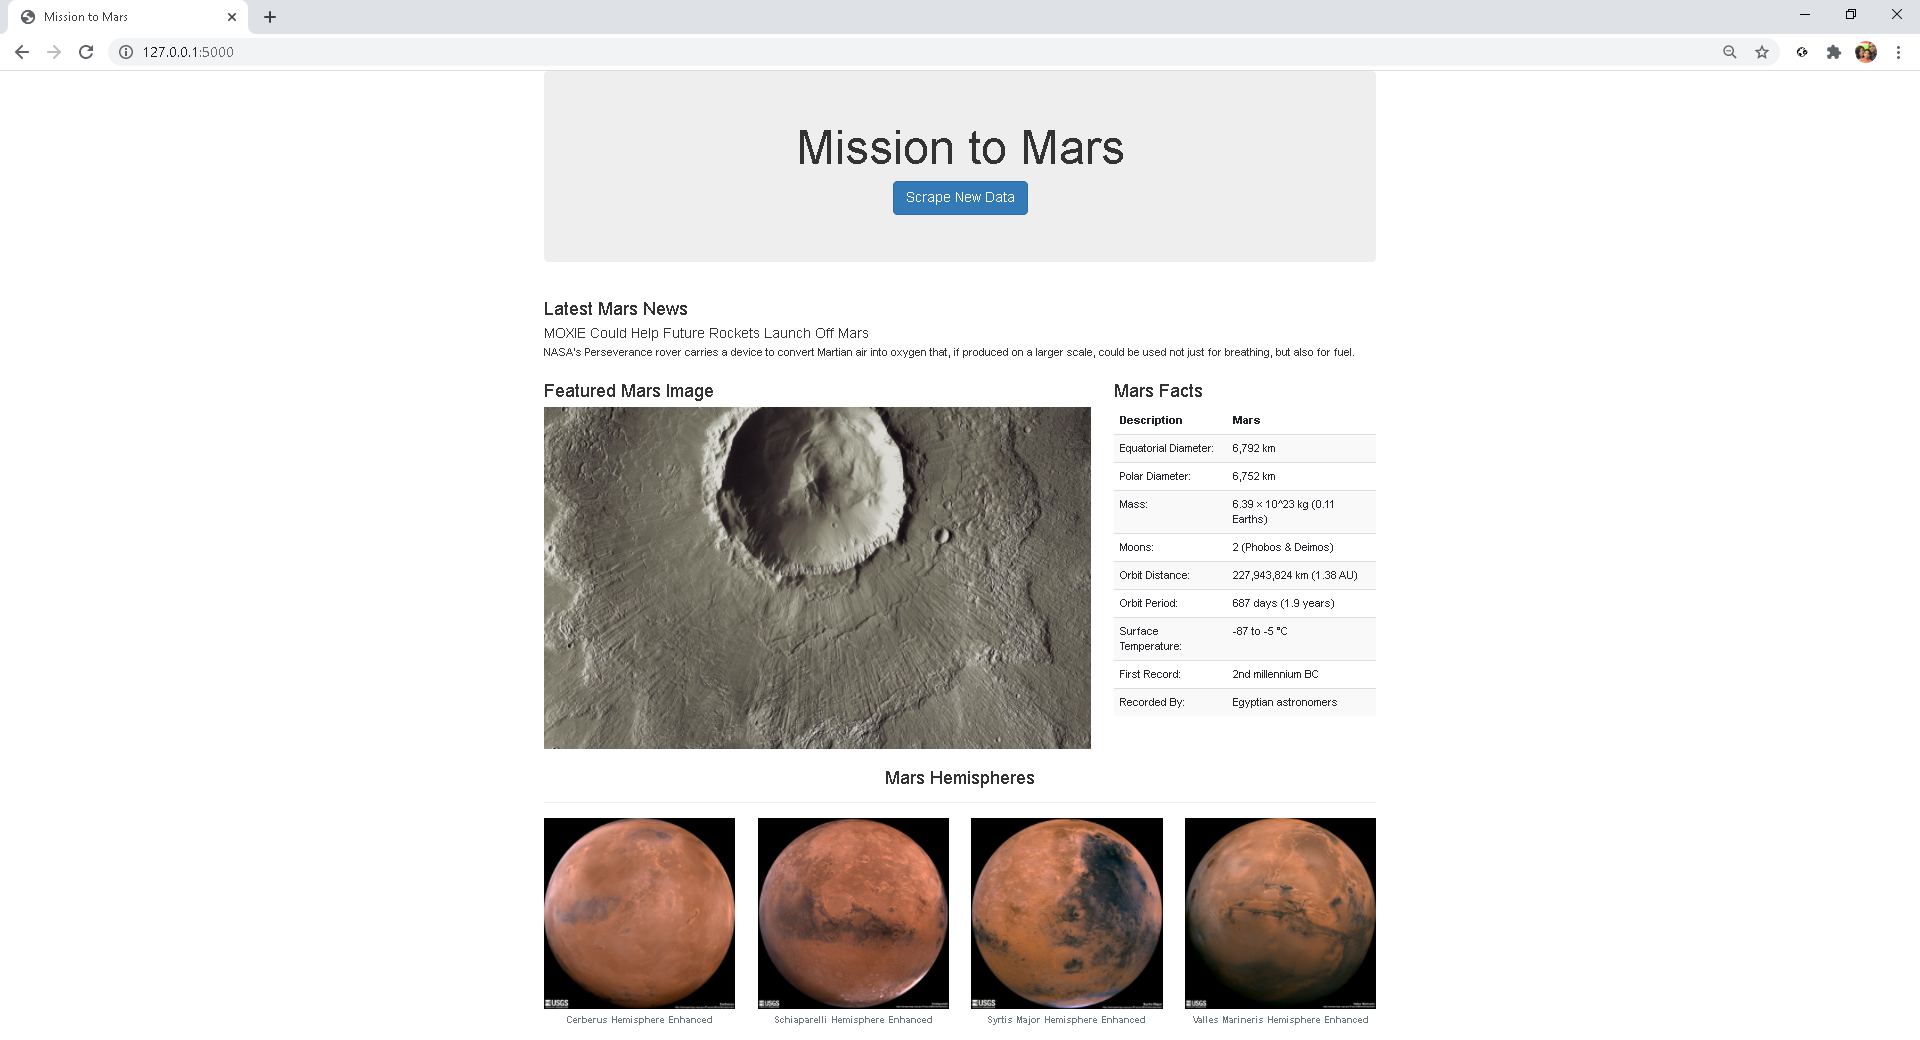 Mission to Mars
127.0.0.1:5000
Mission to Mars
Scrape New Data
Latest Mars News
MOXIE Could Help Future Rockets Launch Off Mars
NASA's Perseverance rover carries a device to convert Martian air into oxygen that, if produced on a larger scale, could be used not just for breathing, but also for fuel.
Featured Mars Image
Mars Facts
Description Mars
Equatorial Diameter: 6,792 km
Polar Diameter: 6,752 km
Mass: 6.39 × 10^23 kg (0.11
Earths)
Moons: 2 (Phobos & Deimos)
Orbit Distance: 227,943,824 km (1.38 AU)
Orbit Period: 687 days (1.9 years)
Surface -87 to -5 °C
Temperature:
First Record: 2nd millennium BC
Recorded By: Egyptian astronomers
Mars Hemispheres
USGS
USGS
USGS
USGS
Cerberus Hemisphere Enhanced
Schiaparelli Hemisphere Enhanced
Syrtis Major Hemisphere Enhanced
Valles Marineris Hemisphere Enhanced